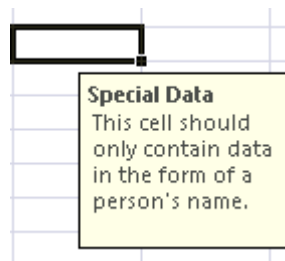 Special Data
This cell should
only contain data
in the form of a
person's name.